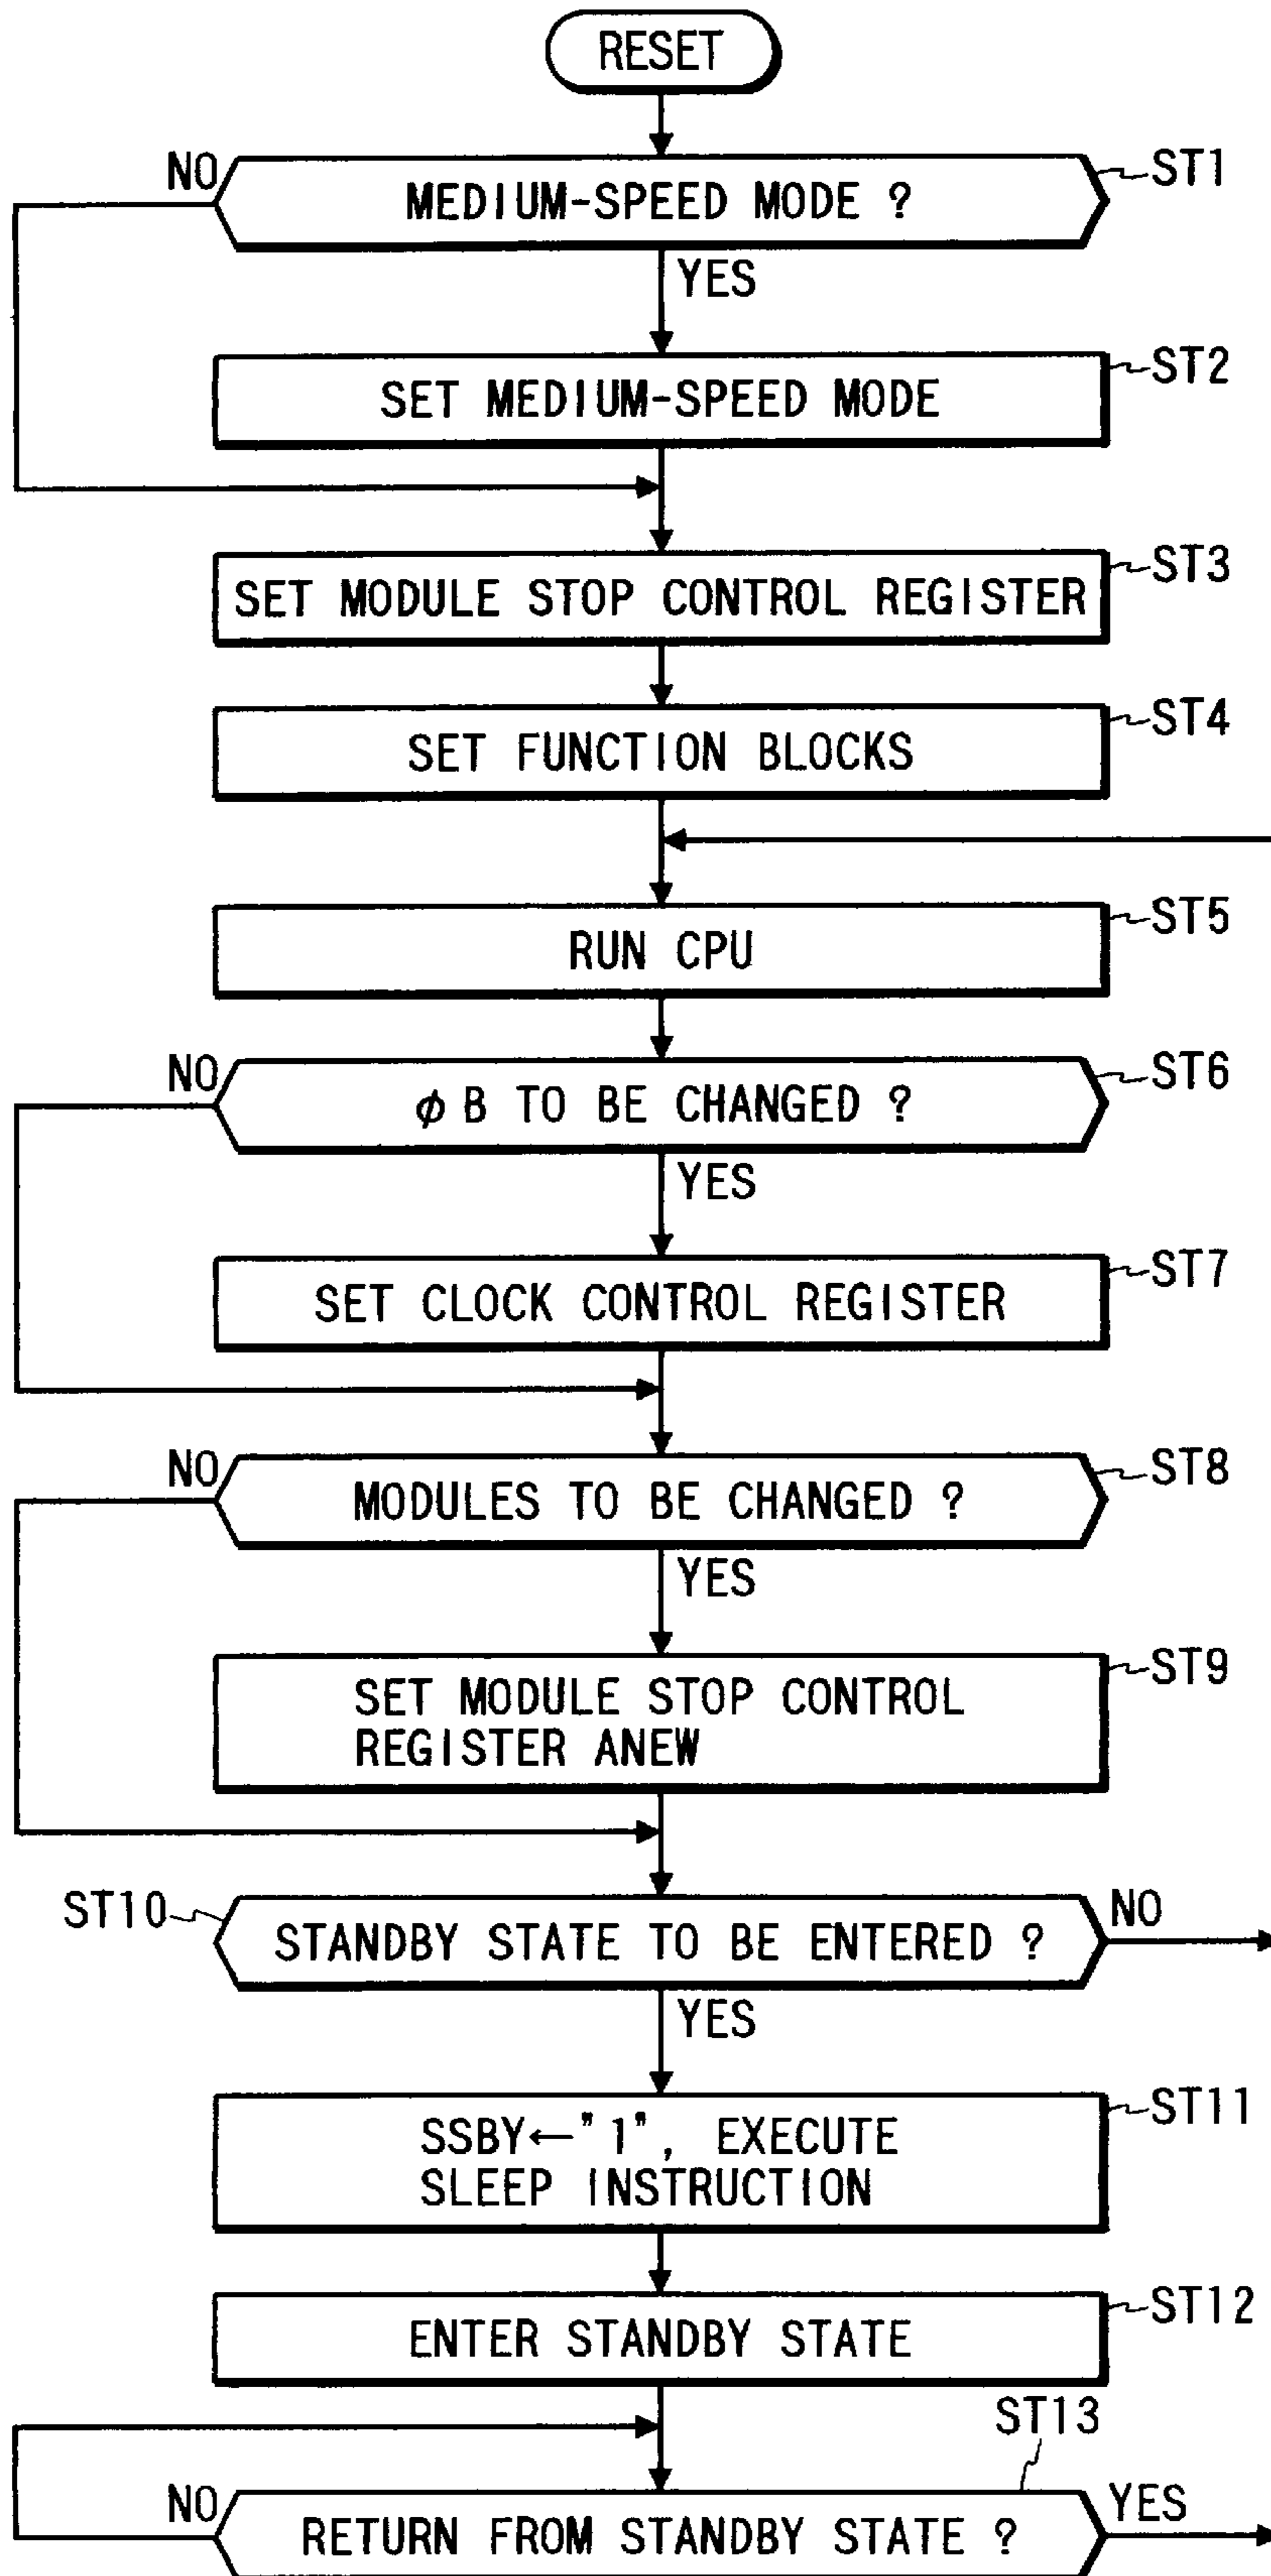 RESET
NO
MEDIUM-SPEED MODE ?
ST1
YES
SET MEDIUM-SPEED MODE
ST2
SET MODULE STOP CONTROL REGISTER
ST3
SET FUNCTION BLOCKS
ST4
RUN CPU
ST5
NO
φ B TO BE CHANGED ?
ST6
YES
SET CLOCK CONTROL REGISTER
ST7
NO
MODULES TO BE CHANGED ?
ST8
YES
SET MODULE STOP CONTROL
REGISTER ANEW
ST9
ST10
STANDBY STATE TO BE ENTERED ?
NO
YES
SSBY←"1", EXECUTE
SLEEP INSTRUCTION
ST11
ENTER STANDBY STATE
ST12
ST13
NO
RETURN FROM STANDBY STATE ?
YES